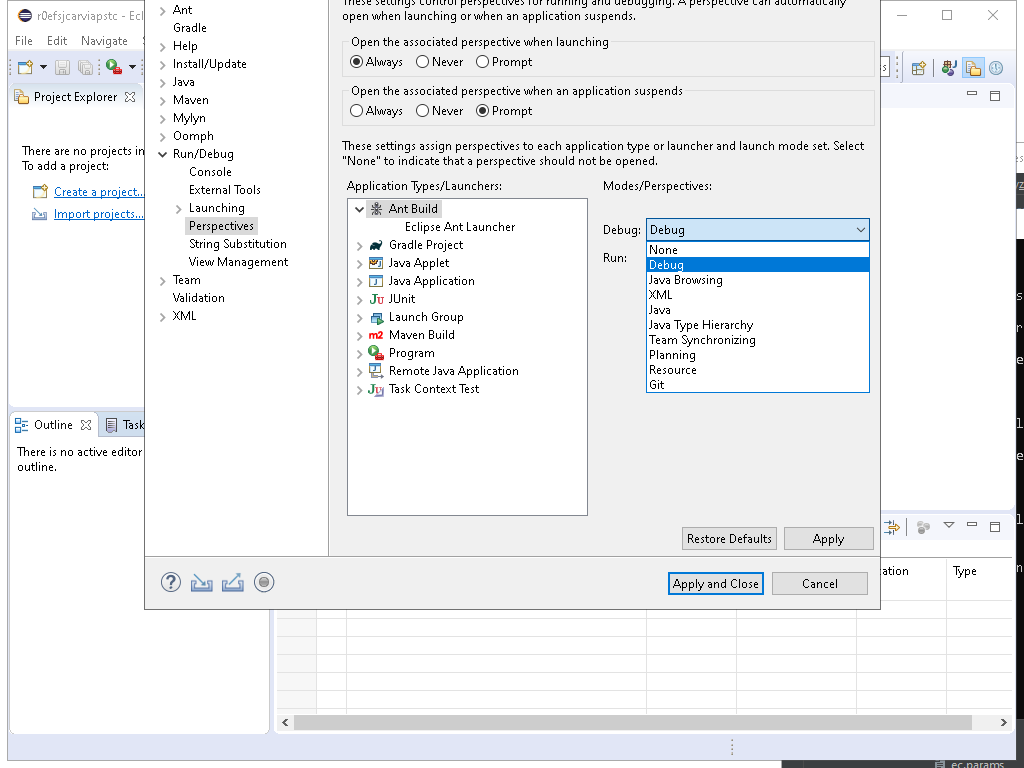 r0efsjcarviapstc - Ecl
File Edit Navigate
Project Explorer
There are no projects in
To add a project:
Create a project...
Import projects...
Outline
Task
There is no active editor
outline.
Ant
Gradle
Help
Install/Update
Java
Maven
Mylyn
Oomph
Run/Debug
Console
External Tools
Launching
Perspectives
String Substitution
View Management
Team
Validation
XML
These settings control perspectives for running and debugging. A perspective can automatically
open when launching or when an application suspends.
Open the associated perspective when launching
Always Never Prompt
Open the associated perspective when an application suspends
Always Never Prompt
These settings assign perspectives to each application type or launcher and launch mode set. Select
"None" to indicate that a perspective should not be opened.
Application Types/Launchers:
Ant Build
Eclipse Ant Launcher
Gradle Project
Java Applet
Java Application
JUnit
Launch Group
Maven Build
Program
Remote Java Application
Task Context Test
Modes/Perspectives:
Debug: Debug
Run:
None
Debug
Java Browsing
XML
Java
Java Type Hierarchy
Team Synchronizing
Planning
Resource
Git
Restore Defaults Apply
Apply and Close Cancel
ation Type
ec.params